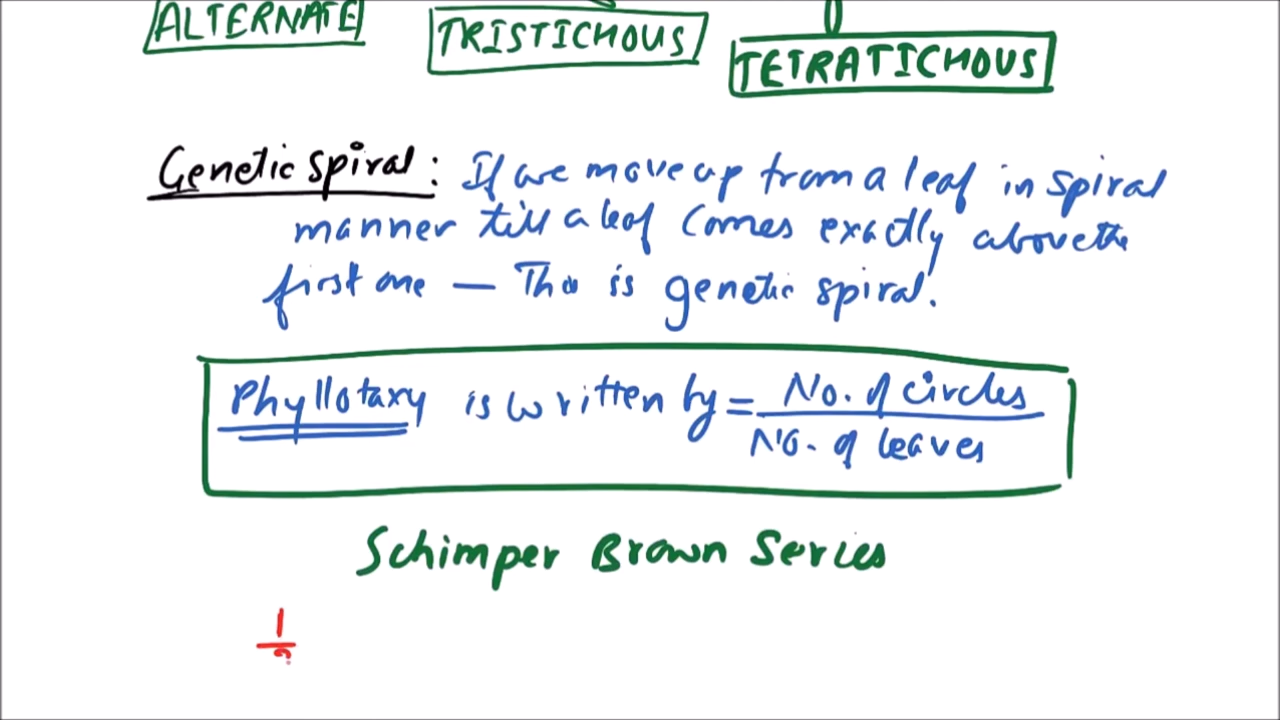 ALTERNATE
TRISTICHOUS
TETRATICHOUS
Genetic spiral: If we move up from a leaf in spiral
manner till a leaf comes exactly above the
first one — This is genetic spiral.
Phyllotaxy is written by = No. of circles
No. of leaves
Schimper Brown Series
1